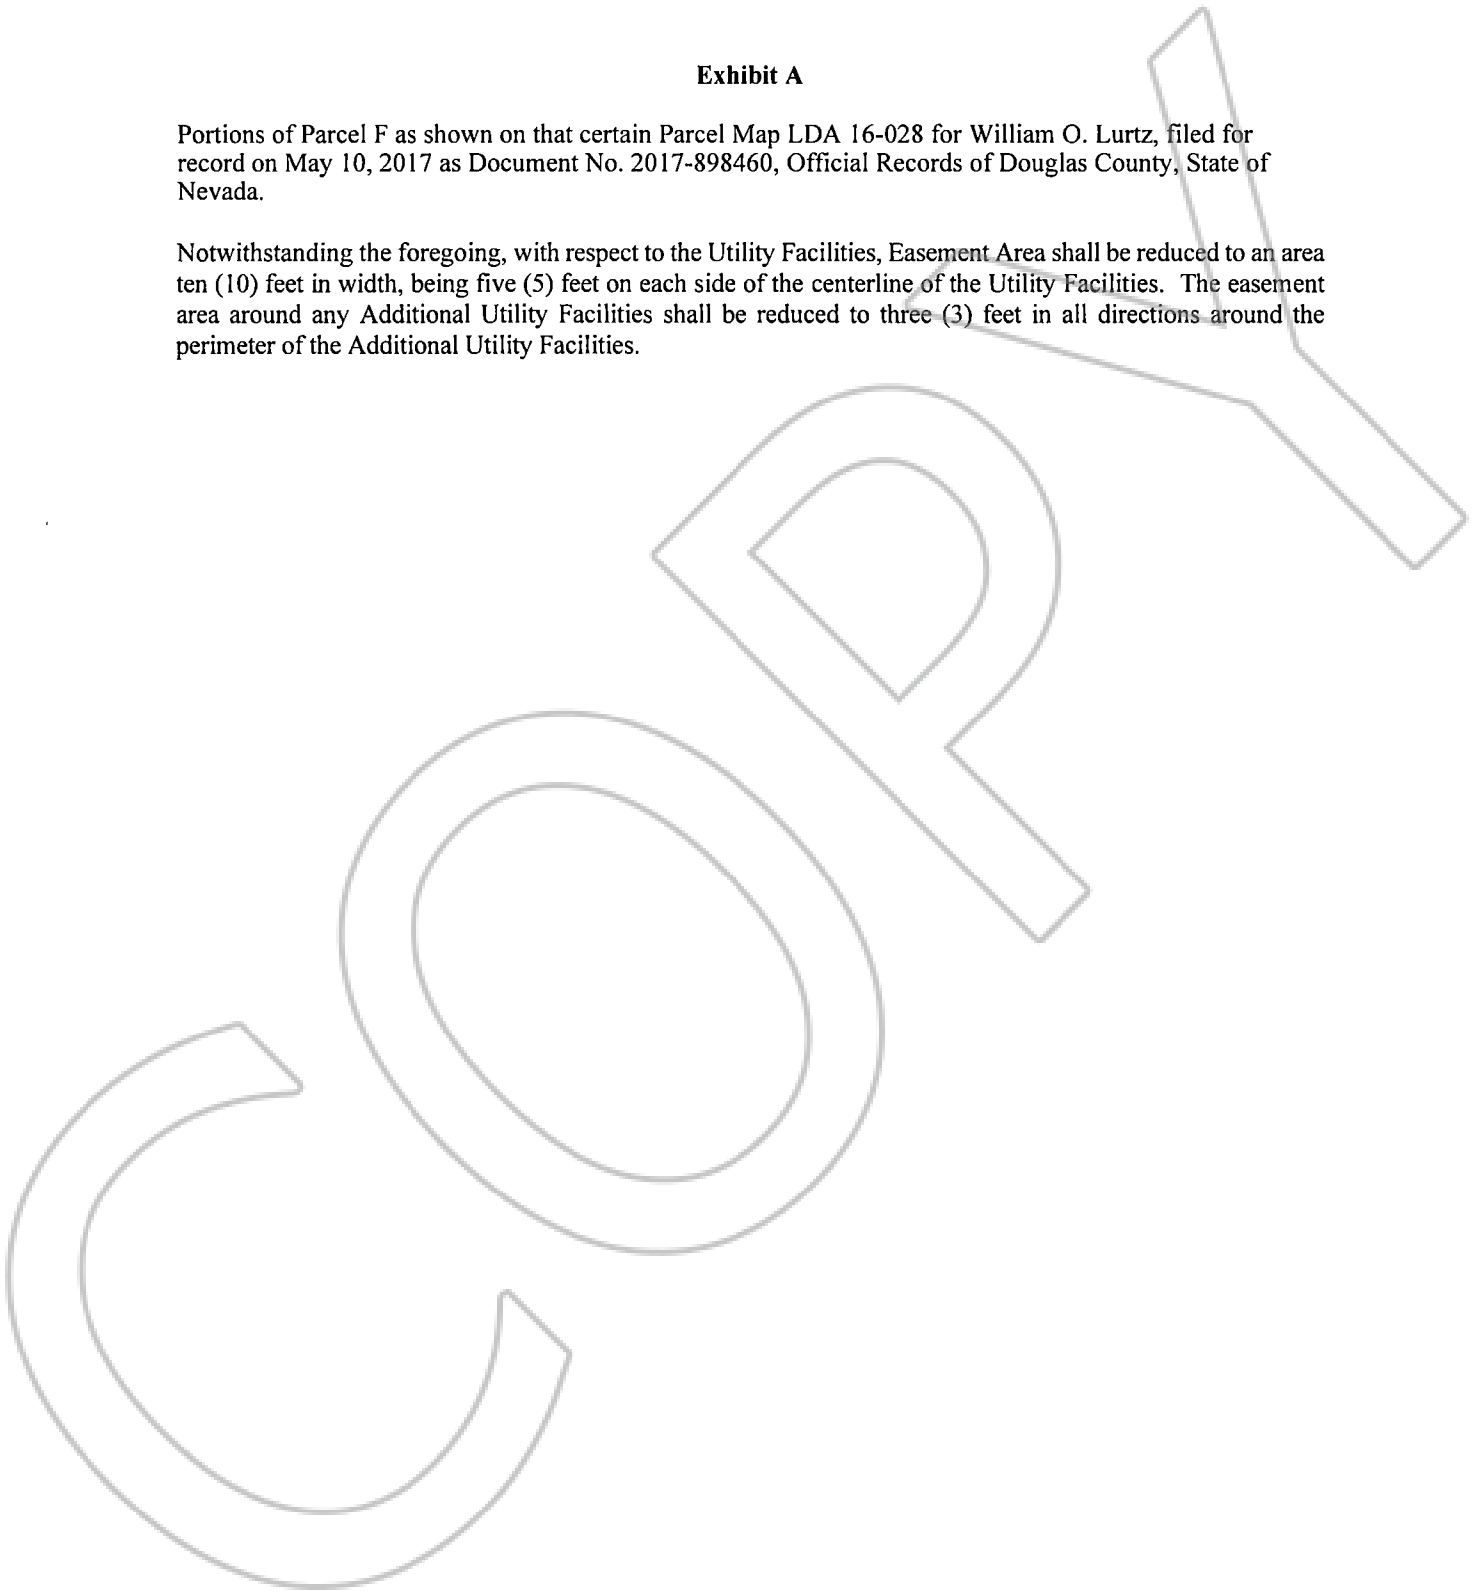 Exhibit A
Portions of Parcel F as shown on that certain Parcel Map LDA 16-028 for William O. Lurtz, filed for
record on May 10, 2017 as Document No. 2017-898460, Official Records of Douglas County, State of
Nevada.
Notwithstanding the foregoing, with respect to the Utility Facilities, Easement Area shall be reduced to an area
ten (10) feet in width, being five (5) feet on each side of the centerline of the Utility Facilities. The easement
area around any Additional Utility Facilities shall be reduced to three (3) feet in all directions around the
perimeter of the Additional Utility Facilities.
COPY